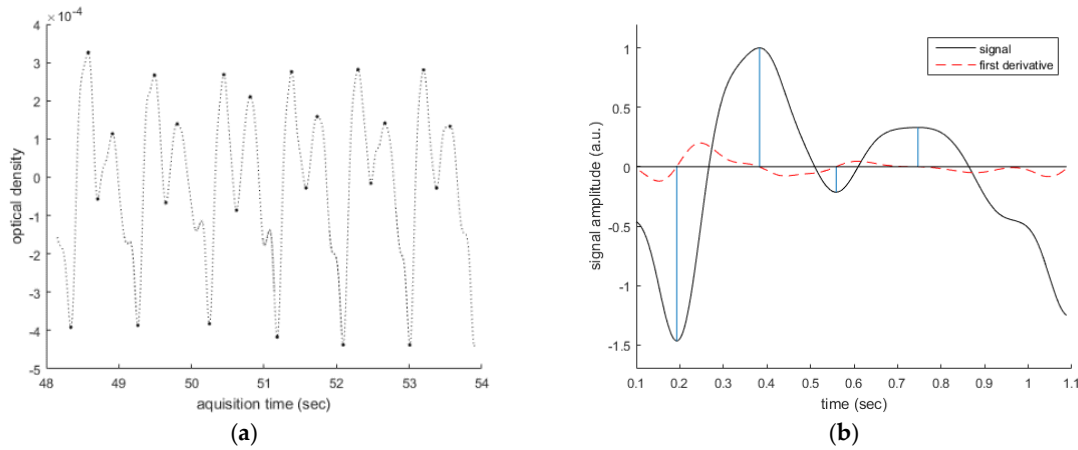 × 10⁻⁴
4
3
2
1
0
-1
-2
-3
-4
-5
optical density
48 49 50 51 52 53 54
aquisition time (sec)
(a)
signal
first derivative
1
0.5
0
-0.5
-1
-1.5
signal amplitude (a.u.)
0.1 0.2 0.3 0.4 0.5 0.6 0.7 0.8 0.9 1 1.1
time (sec)
(b)